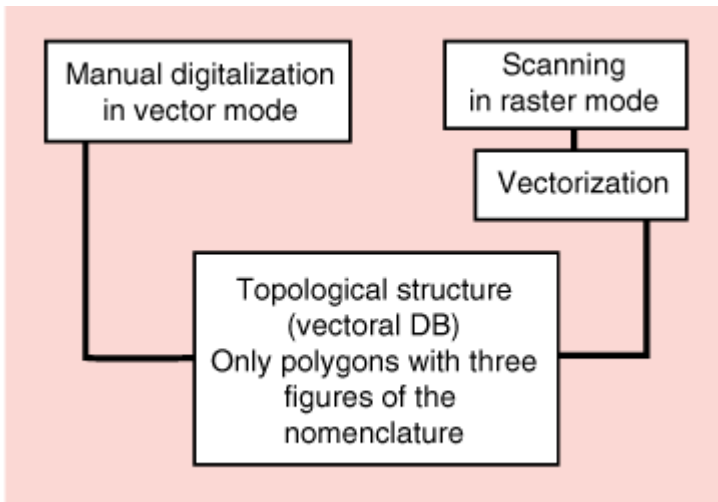 Manual digitalization
in vector mode
Scanning
in raster mode
Vectorization
Topological structure
(vectoral DB)
Only polygons with three
figures of the
nomenclature